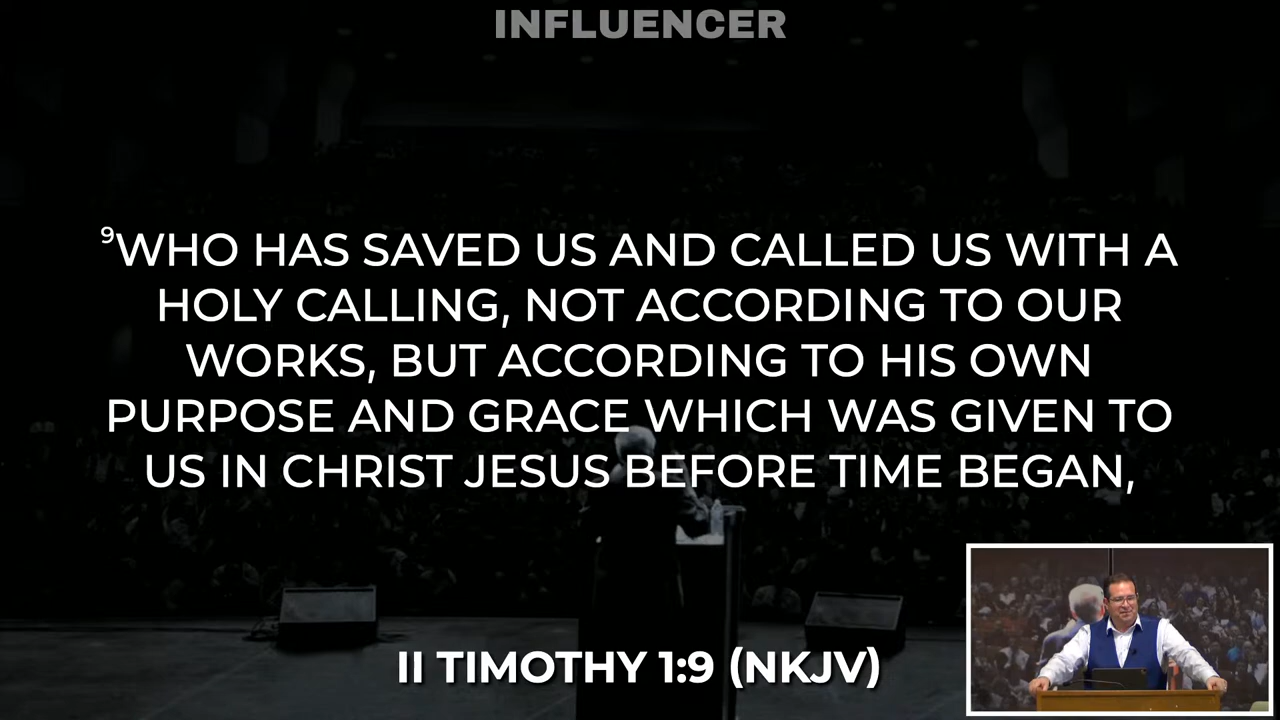 INFLUENCER
⁹WHO HAS SAVED US AND CALLED US WITH A
HOLY CALLING, NOT ACCORDING TO OUR
WORKS, BUT ACCORDING TO HIS OWN
PURPOSE AND GRACE WHICH WAS GIVEN TO
US IN CHRIST JESUS BEFORE TIME BEGAN,
II TIMOTHY 1:9 (NKJV)